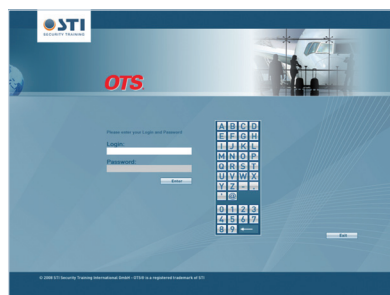 STI
SECURITY TRAINING
OTS
Please enter your Login and Password
Login:
Password:
Enter
A B C D
E F G H
I J K L
M N O P
Q R S T
U V W X
Y Z - .
' @
0 1 2 3
4 5 6 7
8 9 ←
Exit
© 2008 STI Security Training International GmbH - OTS® is a registered trademark of STI